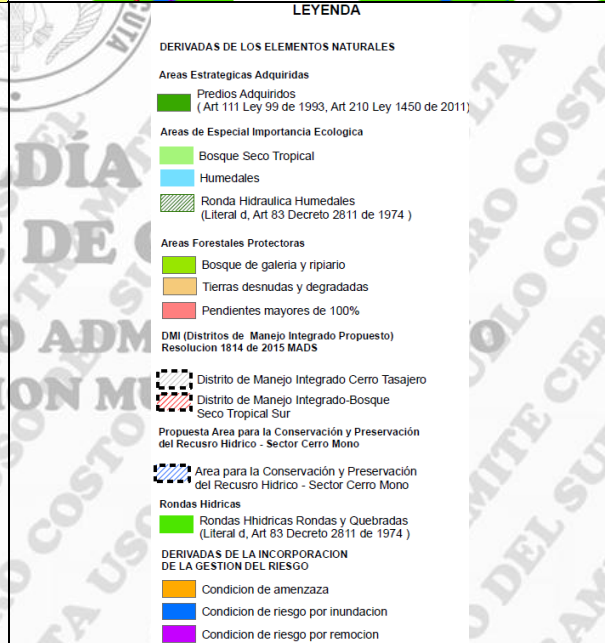 LEYENDA
DERIVADAS DE LOS ELEMENTOS NATURALES
Areas Estrategicas Adquiridas
Predios Adquiridos
( Art 111 Ley 99 de 1993, Art 210 Ley 1450 de 2011)
Areas de Especial Importancia Ecologica
Bosque Seco Tropical
Humedales
Ronda Hidraulica Humedales
(Literal d, Art 83 Decreto 2811 de 1974 )
Areas Forestales Protectoras
Bosque de galeria y ripiario
Tierras desnudas y degradadas
Pendientes mayores de 100%
DMI (Distritos de Manejo Integrado Propuesto)
Resolucion 1814 de 2015 MADS
Distrito de Manejo Integrado Cerro Tasajero
Distrito de Manejo Integrado-Bosque
Seco Tropical Sur
Propuesta Area para la Conservación y Preservación
del Recusro Hidrico - Sector Cerro Mono
Area para la Conservación y Preservación
del Recusro Hidrico - Sector Cerro Mono
Rondas Hidricas
Rondas Hhidricas Rondas y Quebradas
(Literal d, Art 83 Decreto 2811 de 1974 )
DERIVADAS DE LA INCORPORACION
DE LA GESTION DEL RIESGO
Condicion de amenzaza
Condicion de riesgo por inundacion
Condicion de riesgo por remocion